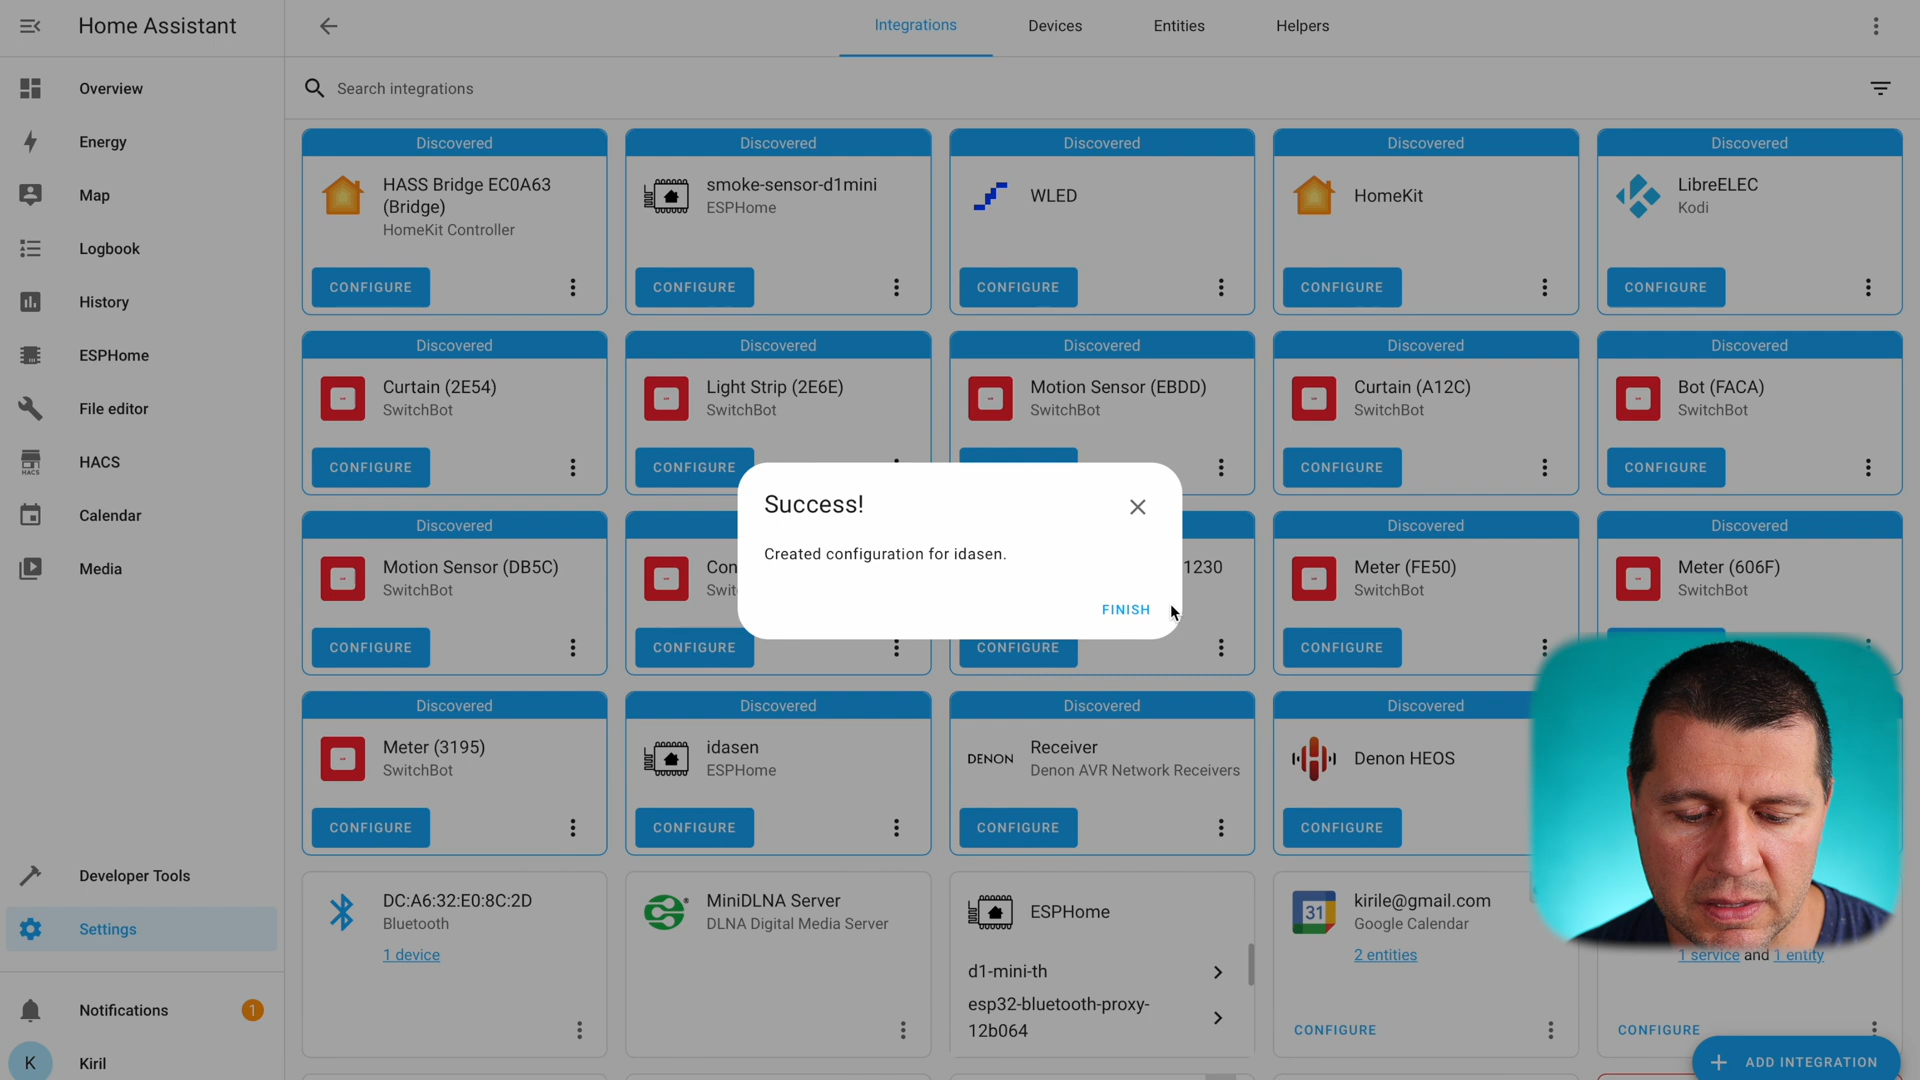 Home Assistant
Integrations
Devices
Entities
Helpers
Overview
Energy
Map
Logbook
History
ESPHome
File editor
HACS
HACS
Calendar
Media
Developer Tools
Settings
Notifications
1
K
Kiril
Search integrations
Discovered
HASS Bridge EC0A63
(Bridge)
HomeKit Controller
CONFIGURE
Discovered
smoke-sensor-d1mini
ESPHome
CONFIGURE
Discovered
WLED
CONFIGURE
Discovered
HomeKit
CONFIGURE
Discovered
LibreELEC
Kodi
CONFIGURE
Discovered
Curtain (2E54)
SwitchBot
CONFIGURE
Discovered
Light Strip (2E6E)
SwitchBot
CONFIGURE
Discovered
Motion Sensor (EBDD)
SwitchBot
Discovered
Curtain (A12C)
SwitchBot
CONFIGURE
Discovered
Bot (FACA)
SwitchBot
CONFIGURE
Success!
Created configuration for idasen.
FINISH
Discovered
Motion Sensor (DB5C)
SwitchBot
CONFIGURE
Con
Swit
CONFIGURE
1230
CONFIGURE
Discovered
Meter (FE50)
SwitchBot
CONFIGURE
Discovered
Meter (606F)
SwitchBot
Discovered
Meter (3195)
SwitchBot
CONFIGURE
Discovered
idasen
ESPHome
CONFIGURE
Discovered
DENON
Receiver
Denon AVR Network Receivers
CONFIGURE
Discovered
Denon HEOS
CONFIGURE
DC:A6:32:E0:8C:2D
Bluetooth
1 device
MiniDLNA Server
DLNA Digital Media Server
ESPHome
d1-mini-th
esp32-bluetooth-proxy-
12b064
31
kirile@gmail.com
Google Calendar
2 entities
CONFIGURE
1 service and 1 entity
CONFIGURE
ADD INTEGRATION